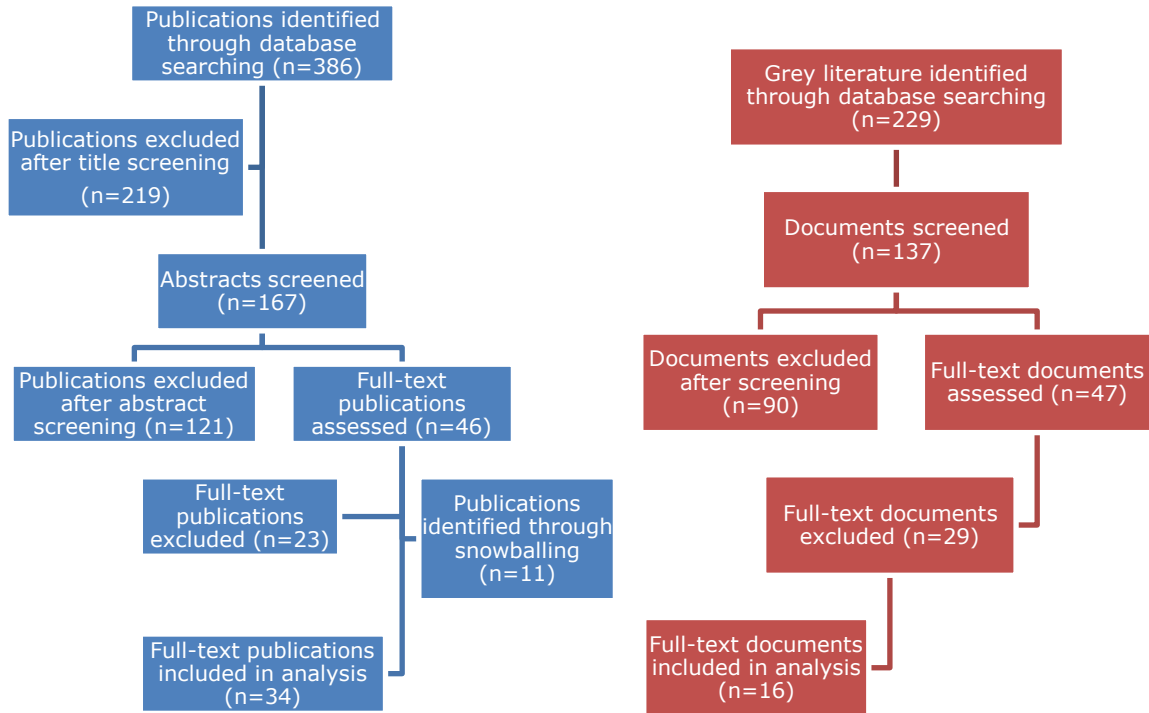 Publications identified
through database
searching (n=386)
Publications excluded
after title screening
(n=219)
Abstracts screened
(n=167)
Publications excluded
after abstract
screening (n=121)
Full-text
publications
assessed (n=46)
Full-text
publications
excluded (n=23)
Publications
identified through
snowballing
(n=11)
Full-text publications
included in analysis
(n=34)
Grey literature identified
through database searching
(n=229)
Documents screened
(n=137)
Documents excluded
after screening
(n=90)
Full-text documents
assessed (n=47)
Full-text documents
excluded (n=29)
Full-text documents
included in analysis
(n=16)